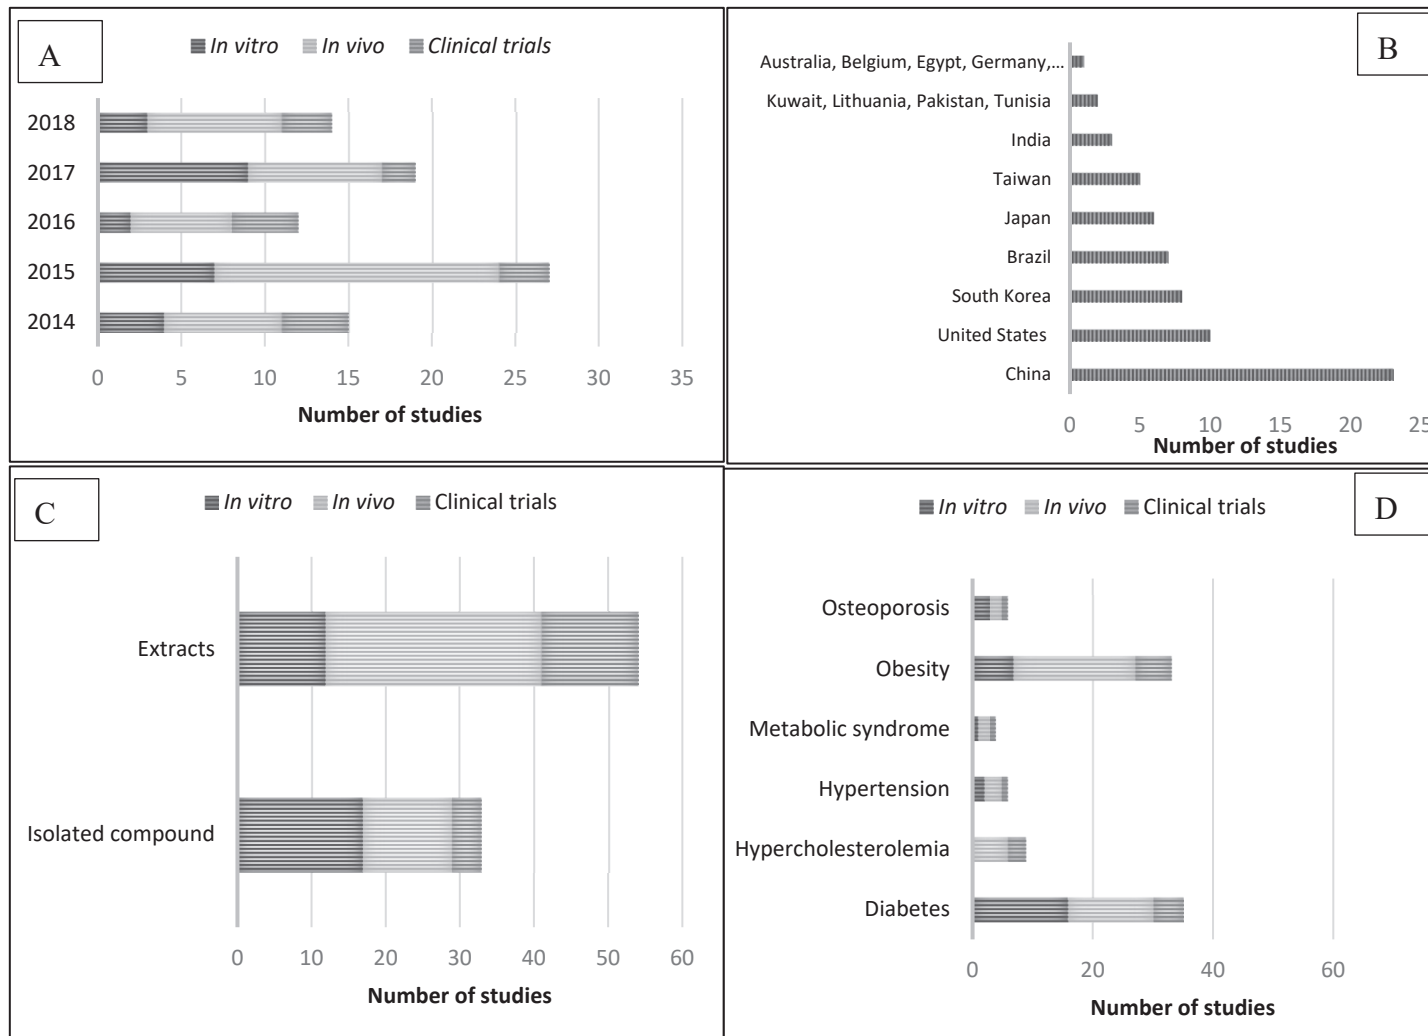 A
In vitro In vivo Clinical trials
2018
2017
2016
2015
2014
0 5 10 15 20 25 30 35
Number of studies
B
Australia, Belgium, Egypt, Germany,...
Kuwait, Lithuania, Pakistan, Tunisia
India
Taiwan
Japan
Brazil
South Korea
United States
China
0 5 10 15 20 25
Number of studies
C
In vitro In vivo Clinical trials
Extracts
Isolated compound
0 10 20 30 40 50 60
Number of studies
D
In vitro In vivo Clinical trials
Osteoporosis
Obesity
Metabolic syndrome
Hypertension
Hypercholesterolemia
Diabetes
0 20 40 60
Number of studies